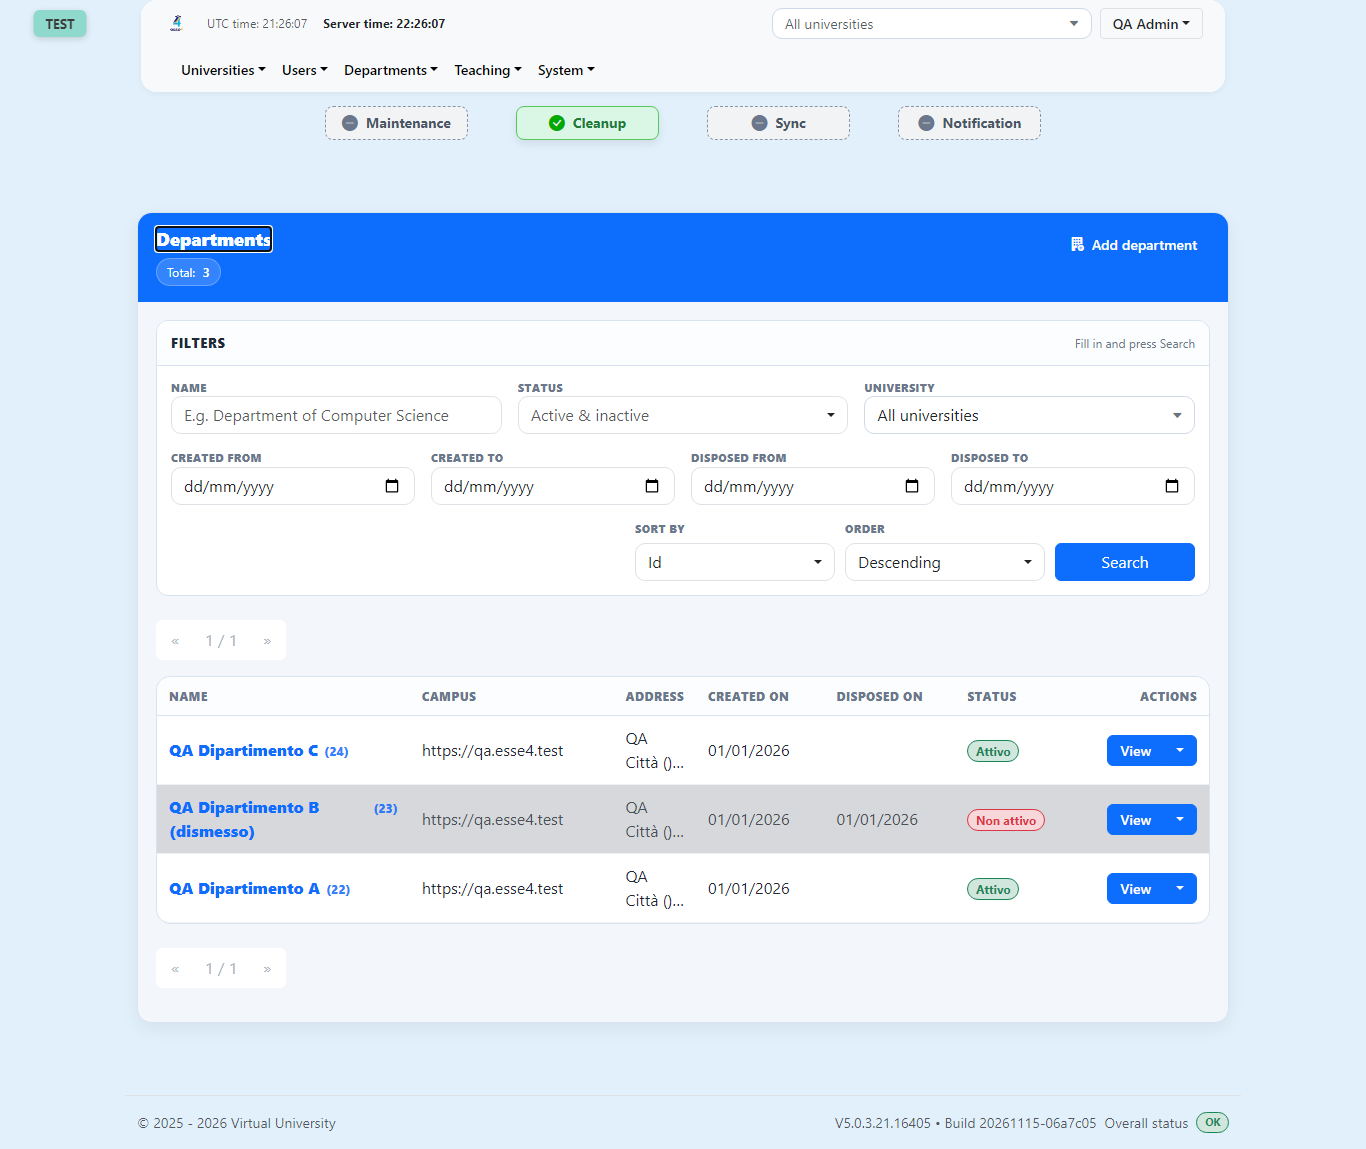 TEST
UTC time: 21:26:07
Server time: 22:26:07
All universities
QA Admin
Universities
Users
Departments
Teaching
System
Maintenance
Cleanup
Sync
Notification
Departments
Total: 3
Add department
FILTERS
Fill in and press Search
NAME
STATUS
UNIVERSITY
E.g. Department of Computer Science
Active & inactive
All universities
CREATED FROM
CREATED TO
DISPOSED FROM
DISPOSED TO
dd/mm/yyyy
dd/mm/yyyy
dd/mm/yyyy
dd/mm/yyyy
SORT BY
ORDER
Id
Descending
Search
« 1 / 1 »
NAME CAMPUS ADDRESS CREATED ON DISPOSED ON STATUS ACTIONS
QA Dipartimento C (24) https://qa.esse4.test QA Città ()... 01/01/2026 Attivo View
QA Dipartimento B (dismesso) (23) https://qa.esse4.test QA Città ()... 01/01/2026 01/01/2026 Non attivo View
QA Dipartimento A (22) https://qa.esse4.test QA Città ()... 01/01/2026 Attivo View
« 1 / 1 »
© 2025 - 2026 Virtual University
V5.0.3.21.16405 • Build 20261115-06a7c05 Overall status OK